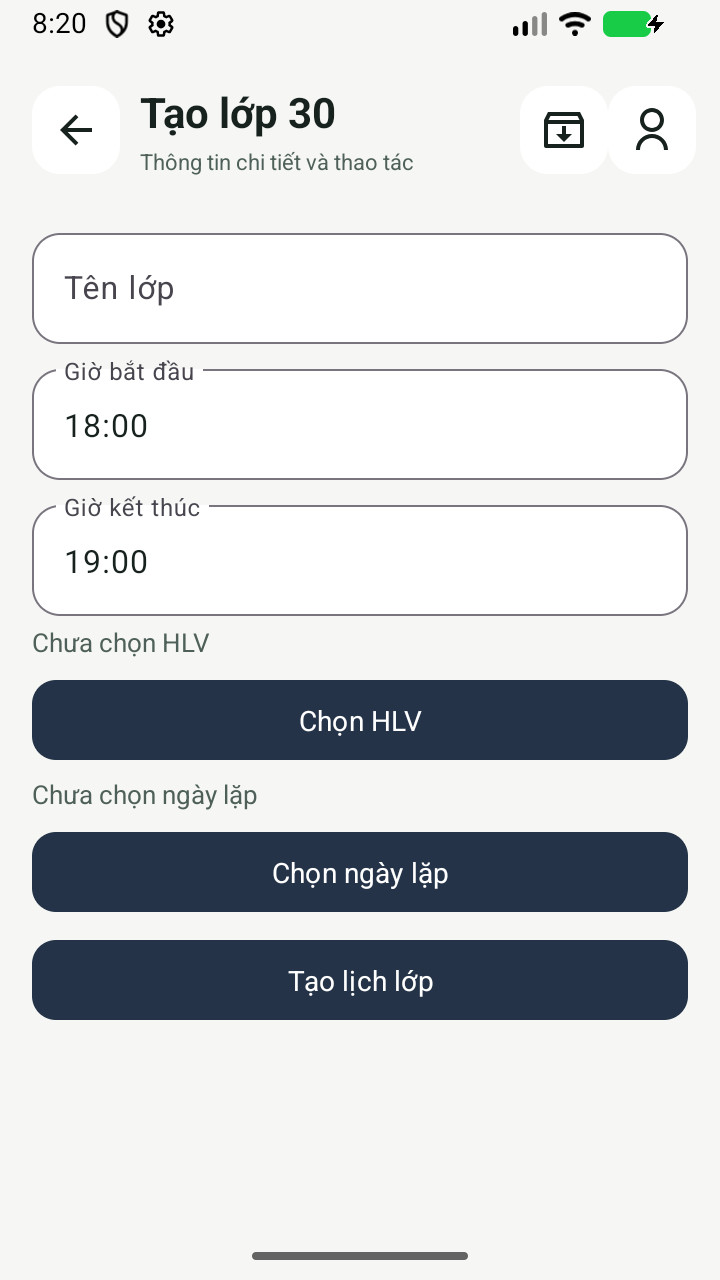 8:20
Tạo lớp 30
Thông tin chi tiết và thao tác
Tên lớp
Giờ bắt đầu
18:00
Giờ kết thúc
19:00
Chưa chọn HLV
Chọn HLV
Chưa chọn ngày lặp
Chọn ngày lặp
Tạo lịch lớp